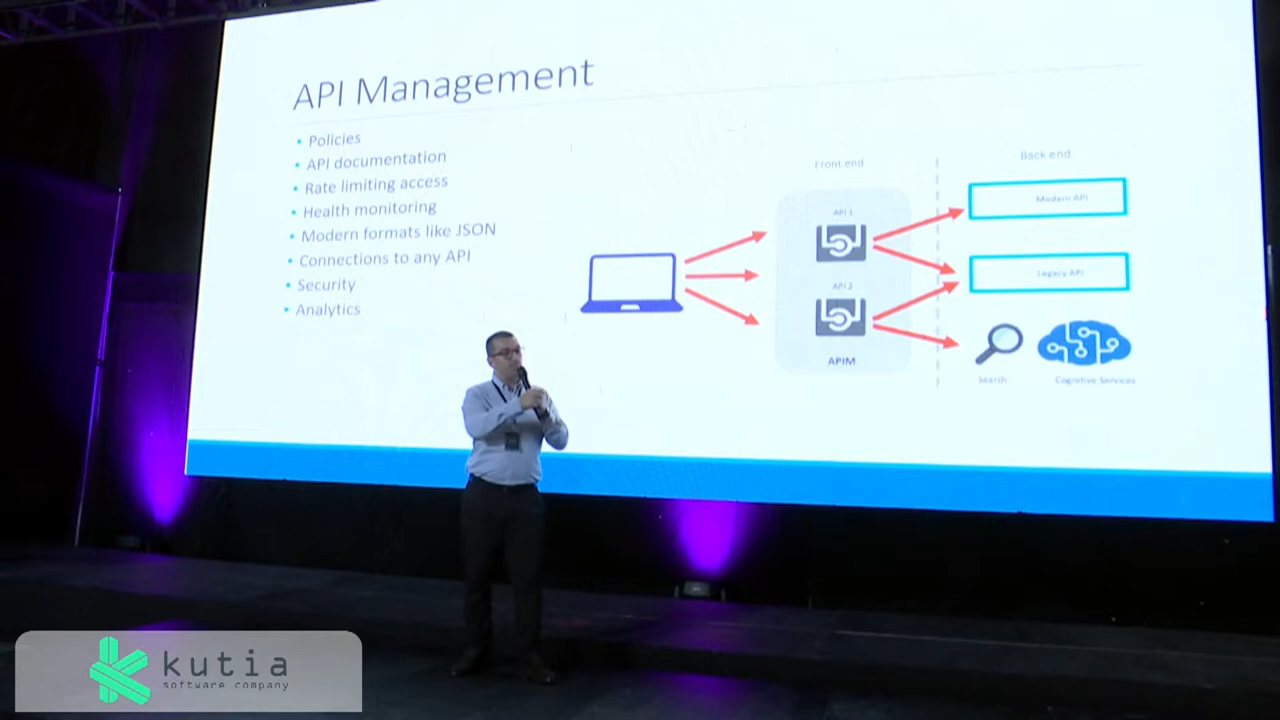 API Management
• Policies
• API documentation
• Rate limiting access
• Health monitoring
• Modern formats like JSON
• Connections to any API
• Security
• Analytics
Front end
Back end
API 1
Modern API
Legacy API
API 2
APIM
Search
Cognitive Services
kutia
software company